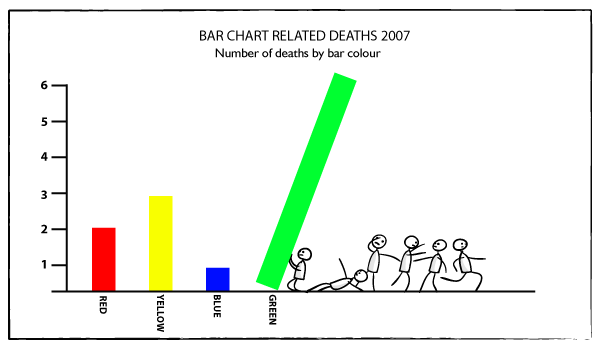 BAR CHART RELATED DEATHS 2007
Number of deaths by bar colour
6
5
4
3
2
1
RED
YELLOW
BLUE
GREEN